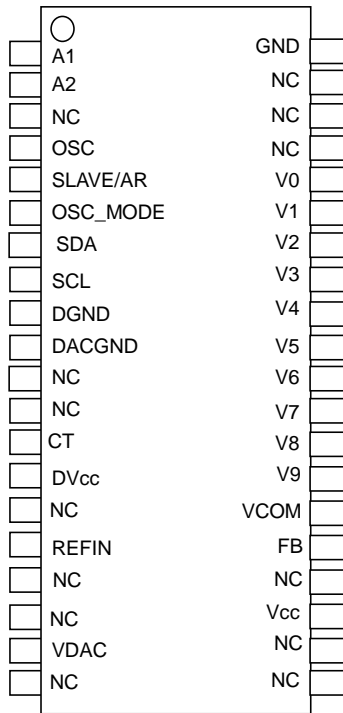 A1 GND
A2 NC
NC NC
OSC NC
SLAVE/AR V0
OSC_MODE V1
SDA V2
SCL V3
DGND V4
DACGND V5
NC V6
NC V7
CT V8
DVcc V9
NC VCOM
REFIN FB
NC NC
NC Vcc
VDAC NC
NC NC